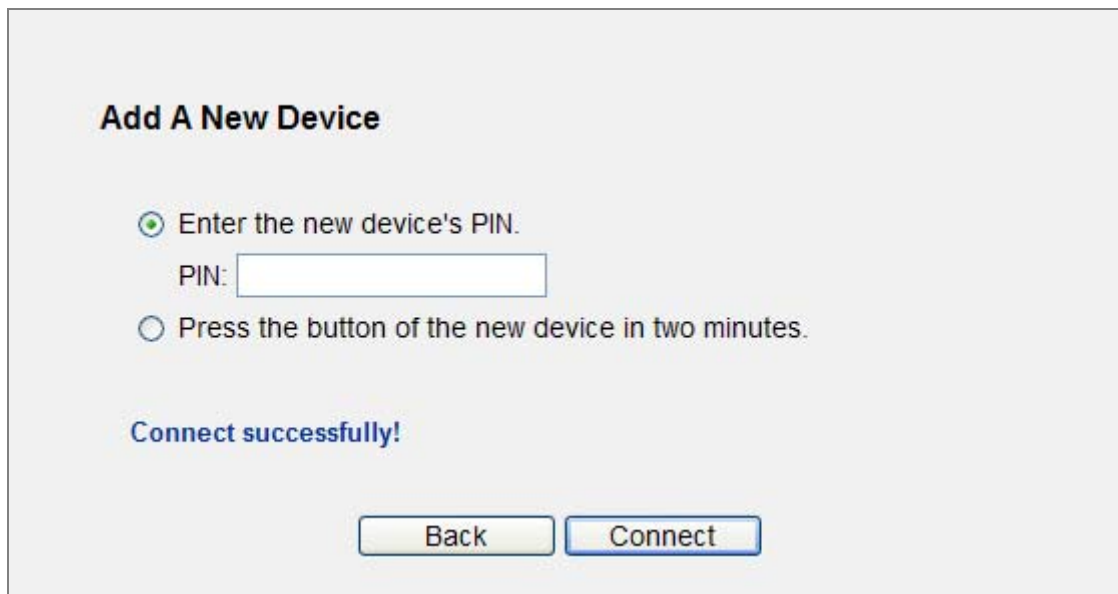 Add A New Device
Enter the new device's PIN.
PIN:
Press the button of the new device in two minutes.
Connect successfully!
Back Connect